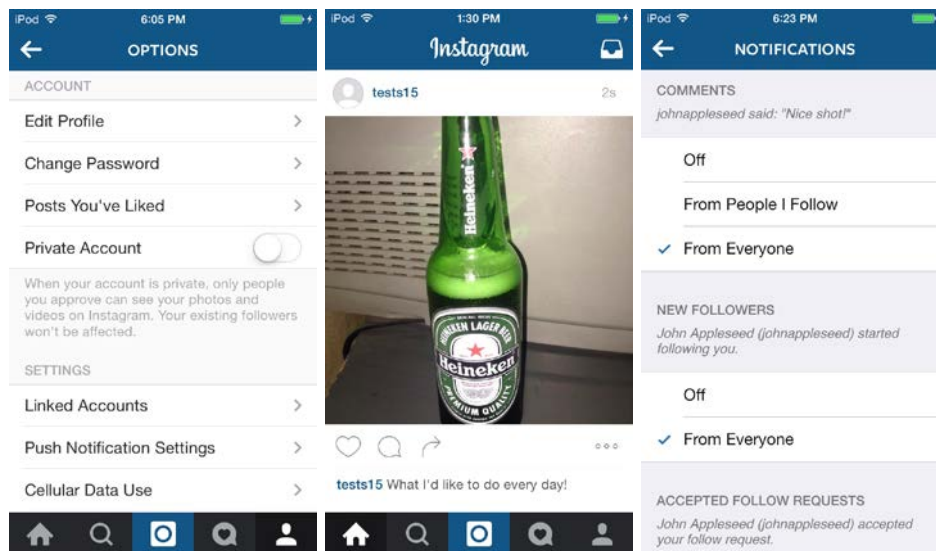 iPod 6:05 PM
OPTIONS
ACCOUNT
Edit Profile
Change Password
Posts You've Liked
Private Account
When your account is private, only people
you approve can see your photos and
videos on Instagram. Your existing followers
won't be affected.
SETTINGS
Linked Accounts
Push Notification Settings
Cellular Data Use
iPod 1:30 PM
Instagram
tests15 2s
Heineken
HEINEKEN LAGER BEER
Heineken
PREMIUM QUALITY
tests15 What I'd like to do every day!
iPod 6:23 PM
NOTIFICATIONS
COMMENTS
johnappleseed said: "Nice shot!"
Off
From People I Follow
From Everyone
NEW FOLLOWERS
John Appleseed (johnappleseed) started
following you.
Off
From Everyone
ACCEPTED FOLLOW REQUESTS
John Appleseed (johnappleseed) accepted
your follow request.